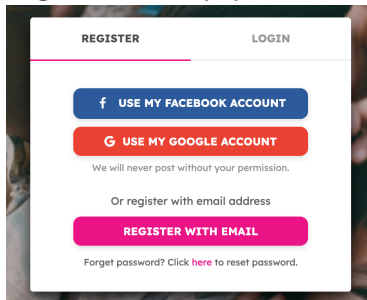 REGISTER LOGIN
f USE MY FACEBOOK ACCOUNT
G USE MY GOOGLE ACCOUNT
We will never post without your permission.
Or register with email address
REGISTER WITH EMAIL
Forget password? Click here to reset password.